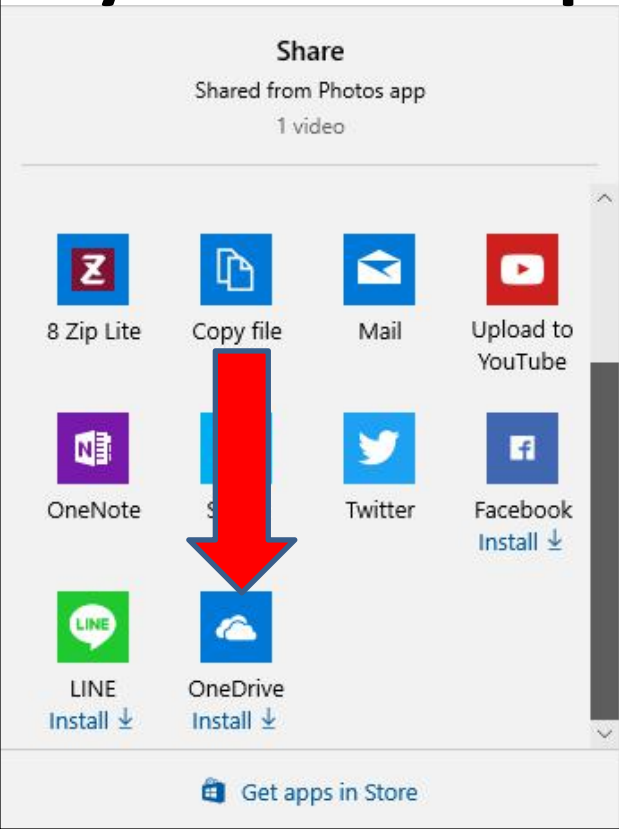 Share
Shared from Photos app
1 video
8 Zip Lite
Copy file
Mail
Upload to
YouTube
OneNote
Twitter
Facebook
Install
LINE
LINE
Install
OneDrive
Install
Get apps in Store